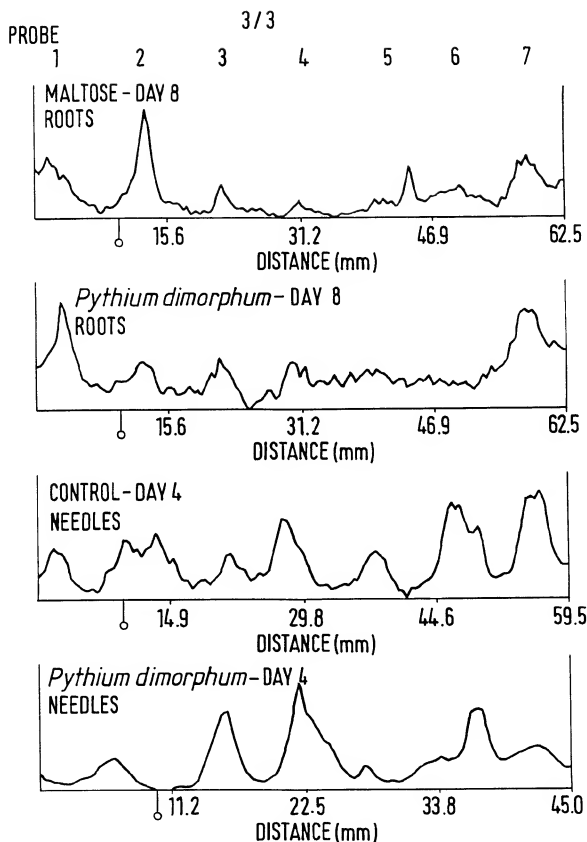 3/3
PROBE
1 2 3 4 5 6 7
MALTOSE - DAY 8
ROOTS
15.6 31.2 46.9 62.5
DISTANCE (mm)
Pythium dimorphum - DAY 8
ROOTS
15.6 31.2 46.9 62.5
DISTANCE (mm)
CONTROL - DAY 4
NEEDLES
14.9 29.8 44.6 59.5
DISTANCE (mm)
Pythium dimorphum - DAY 4
NEEDLES
11.2 22.5 33.8 45.0
DISTANCE (mm)